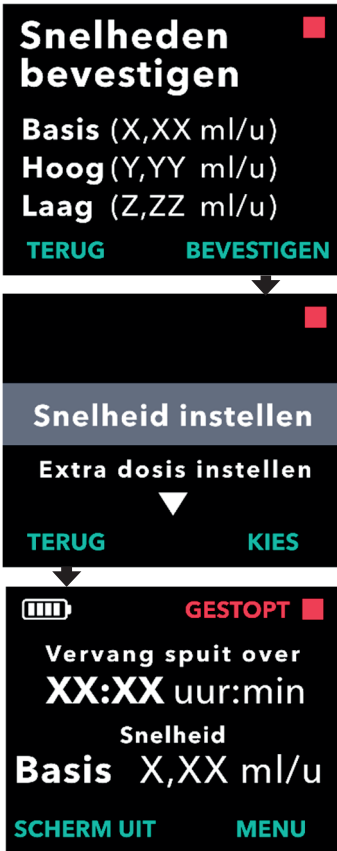 Snelheden
bevestigen
Basis (X,XX ml/u)
Hoog (Y,YY ml/u)
Laag (Z,ZZ ml/u)
TERUG BEVESTIGEN
Snelheid instellen
Extra dosis instellen
TERUG KIES
GESTOPT
Vervang spuit over
XX:XX uur:min
Snelheid
Basis X,XX ml/u
SCHERM UIT MENU